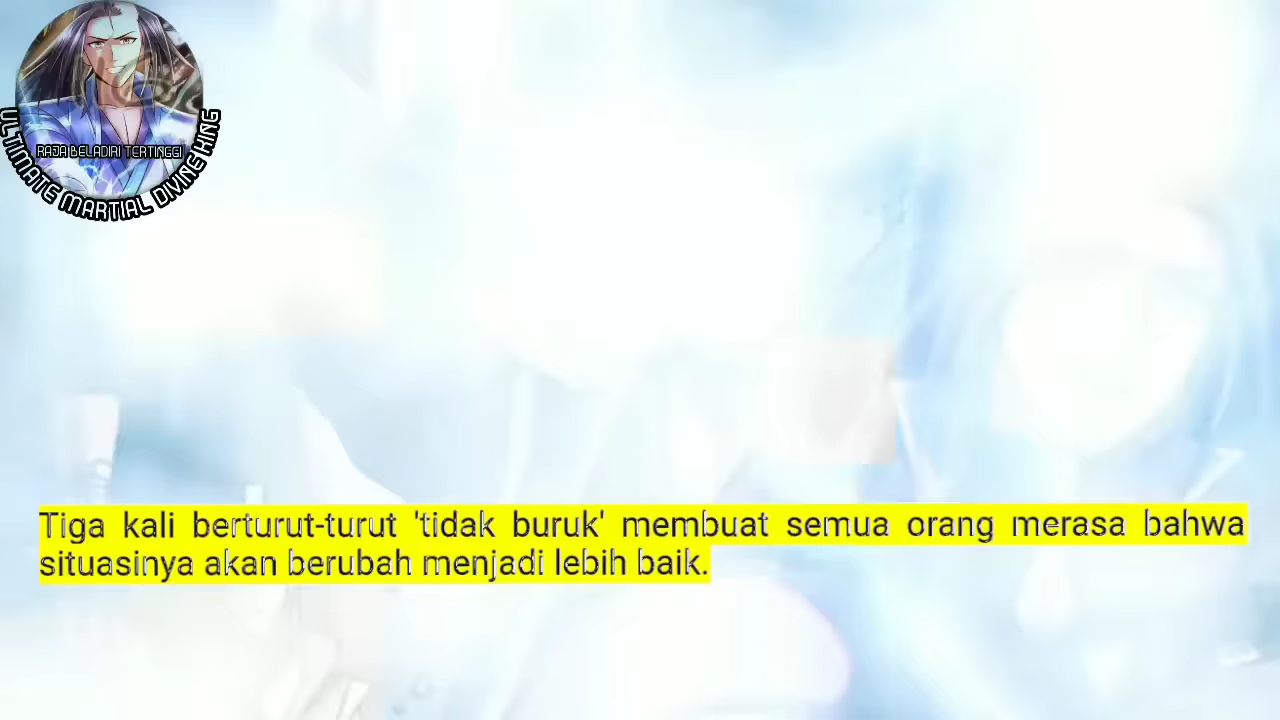 RAJA BELADIRI TERTINGGI
ULTIMATE MARTIAL DIVINE KING
Tiga kali berturut-turut 'tidak buruk' membuat semua orang merasa bahwa
situasinya akan berubah menjadi lebih baik.